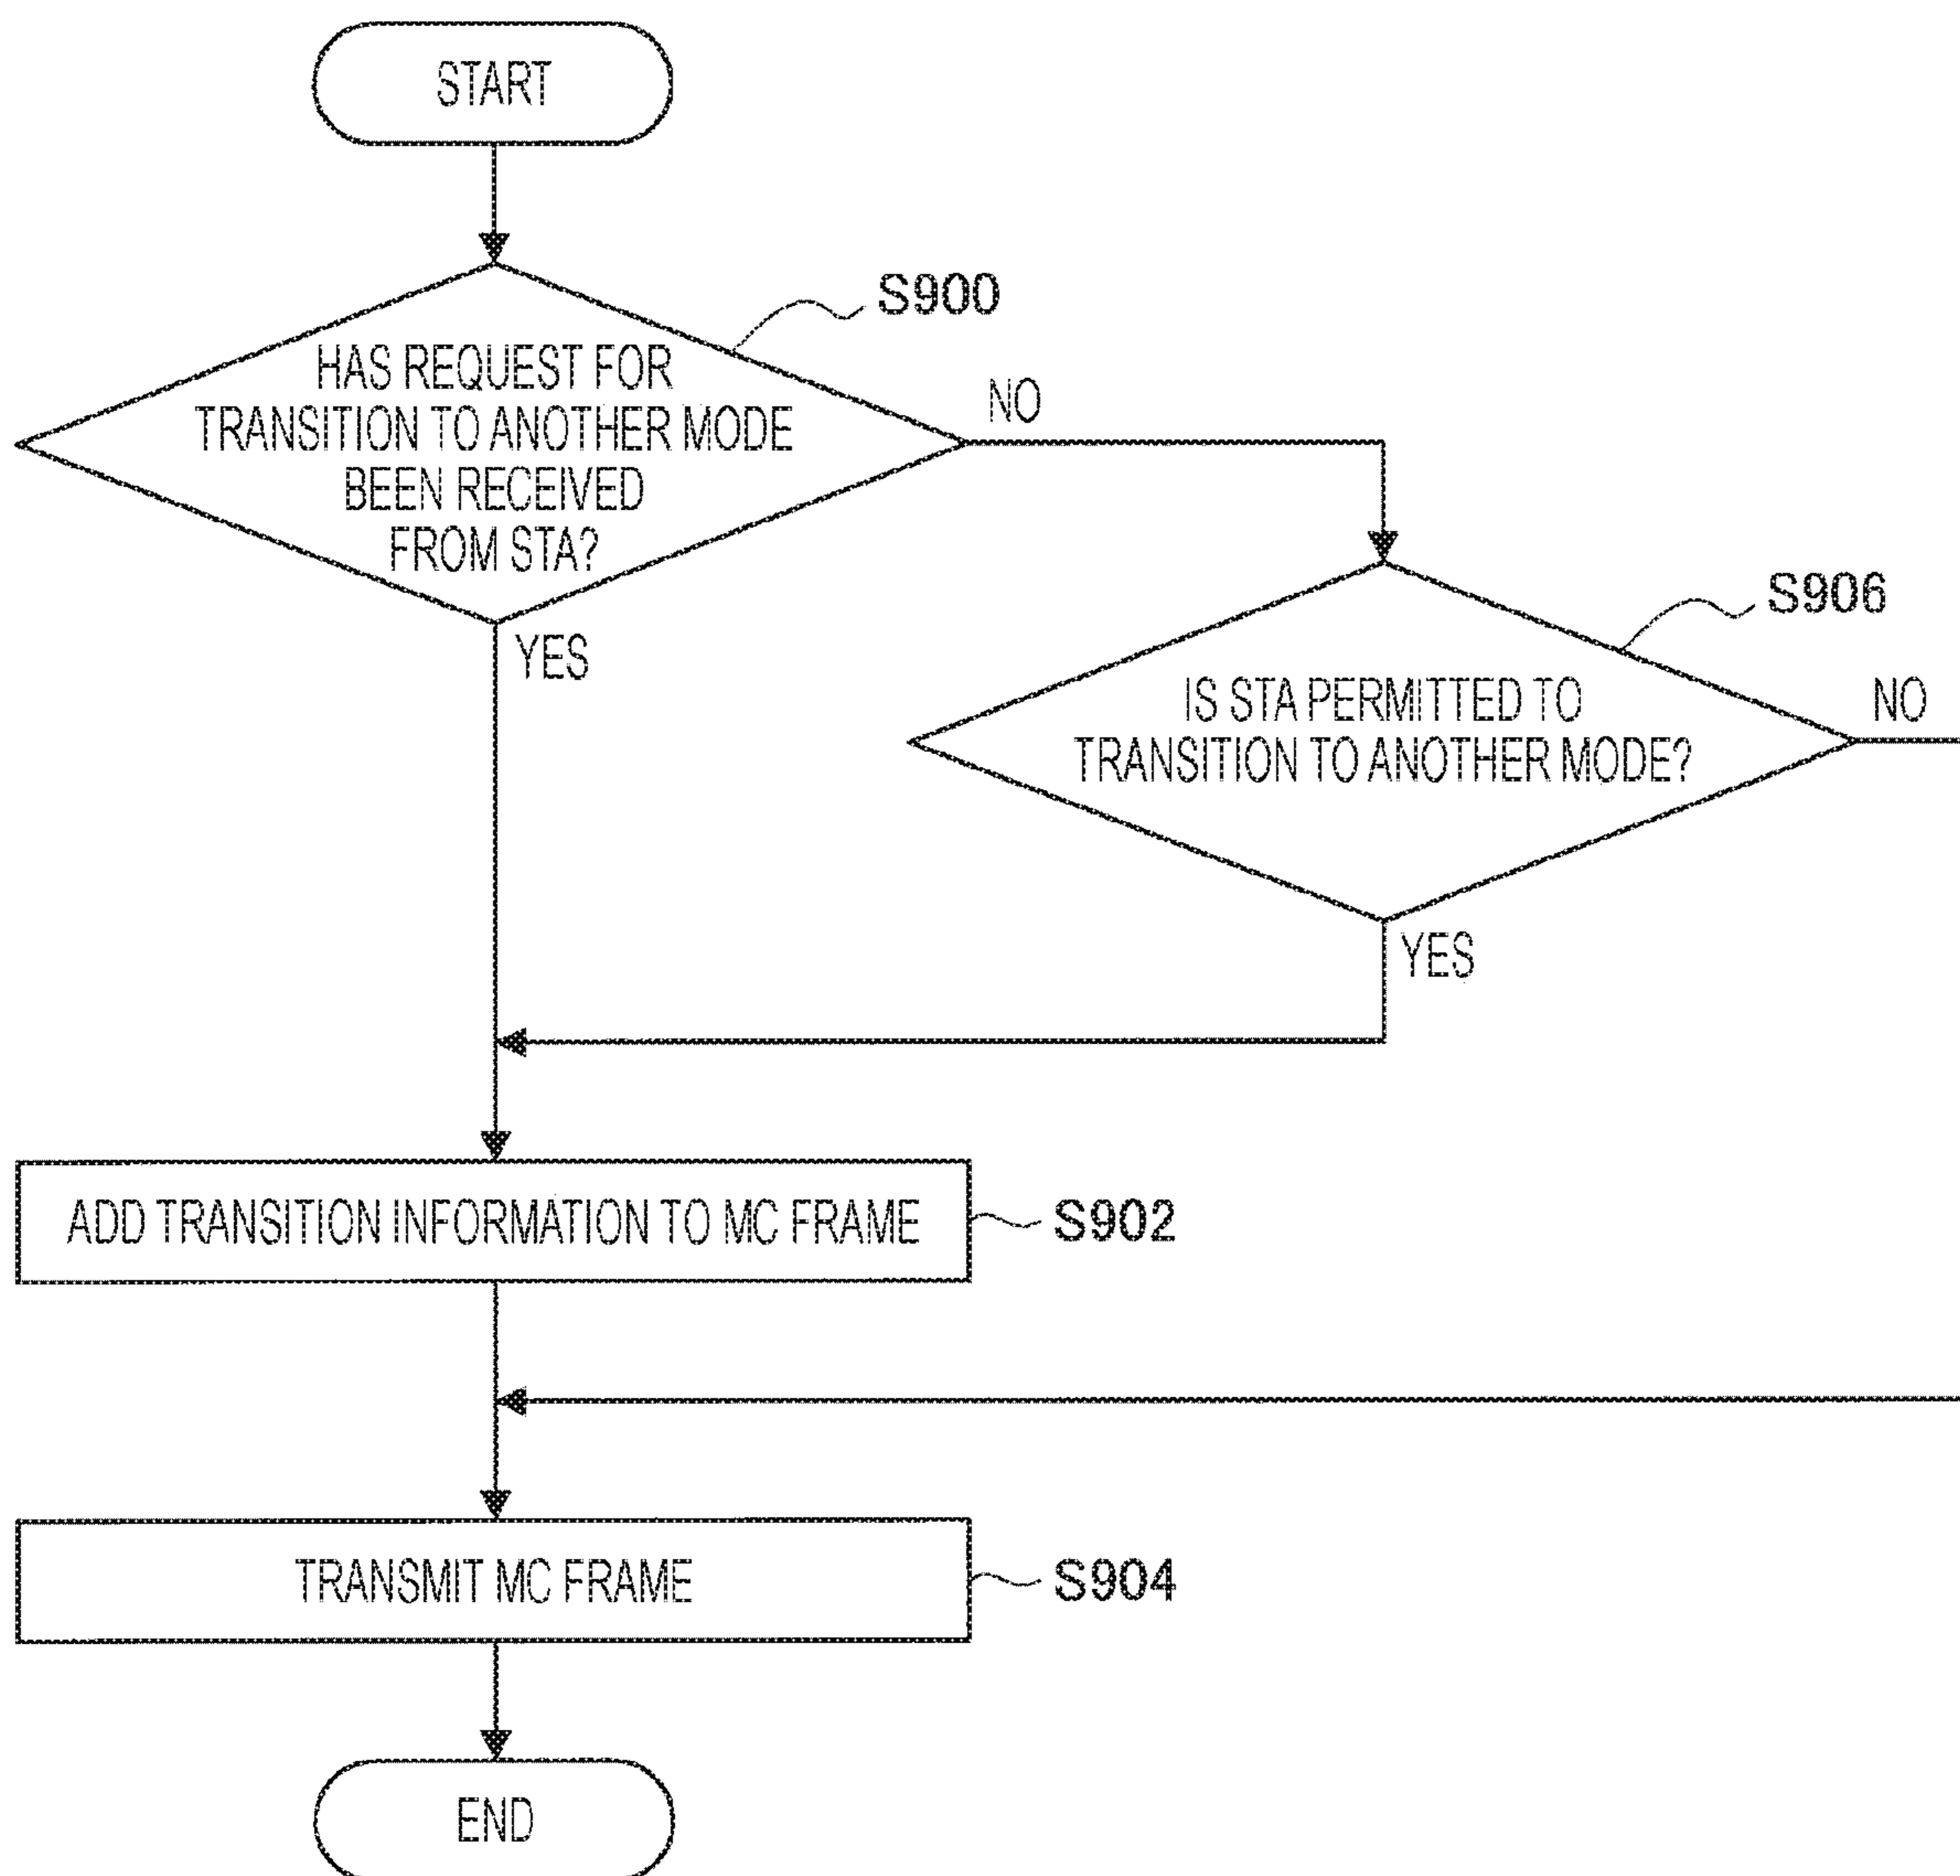 START
S900
HAS REQUEST FOR
TRANSITION TO ANOTHER MODE
BEEN RECEIVED
FROM STA?
NO
YES
S906
IS STA PERMITTED TO
TRANSITION TO ANOTHER MODE?
NO
YES
ADD TRANSITION INFORMATION TO MC FRAME
S902
TRANSMIT MC FRAME
S904
END